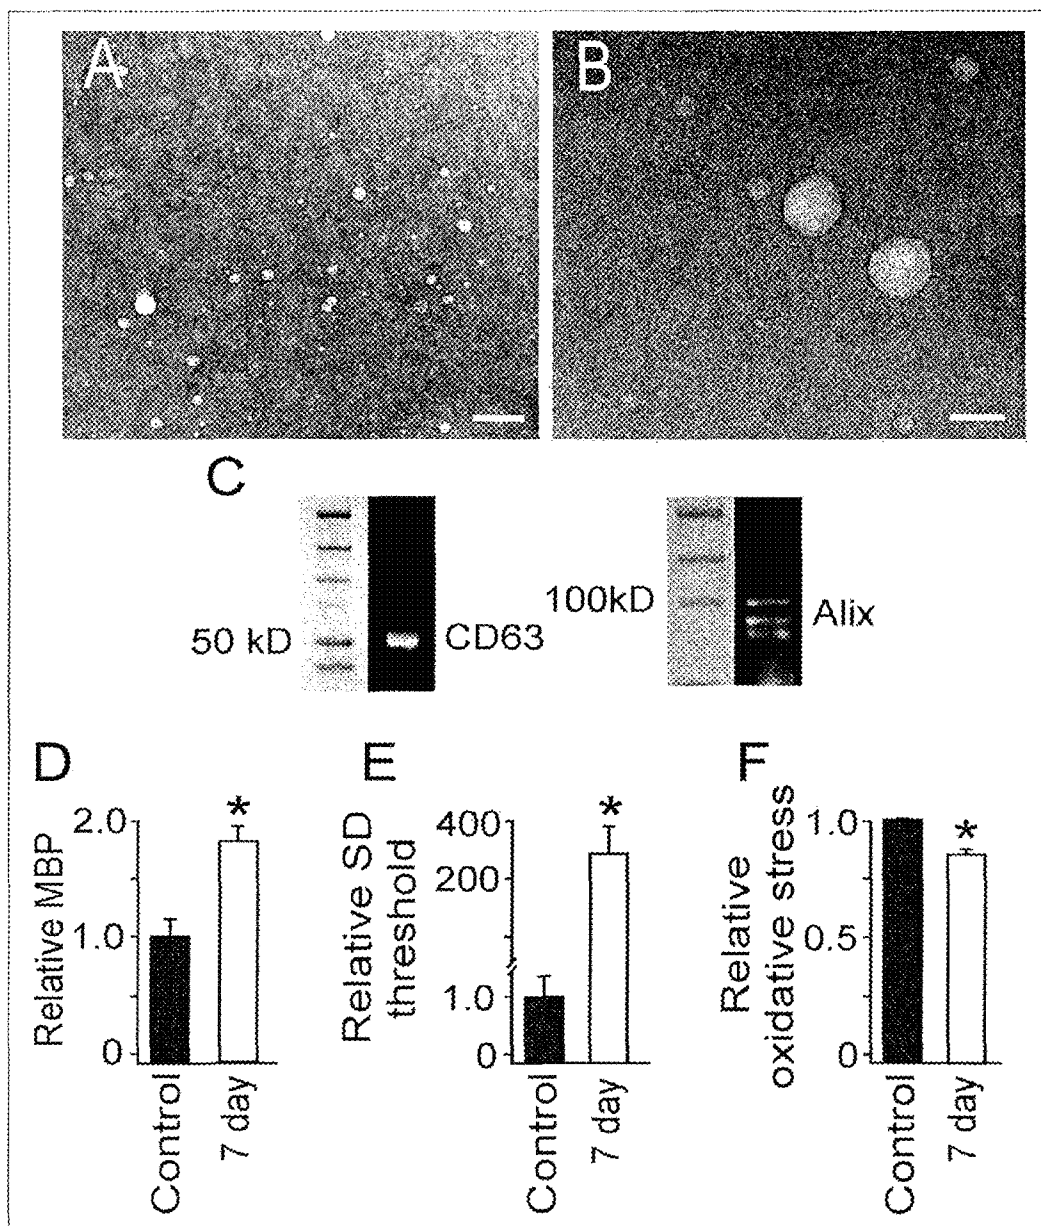 A
B
C
50 kD
CD63
100kD
Alix
D
Relative MBP
2.0
1.0
0
Control
7 day
*
E
Relative SD
threshold
400
200
1.0
0
Control
7 day
*
F
Relative
oxidative stress
1.0
0.5
0
Control
7 day
*